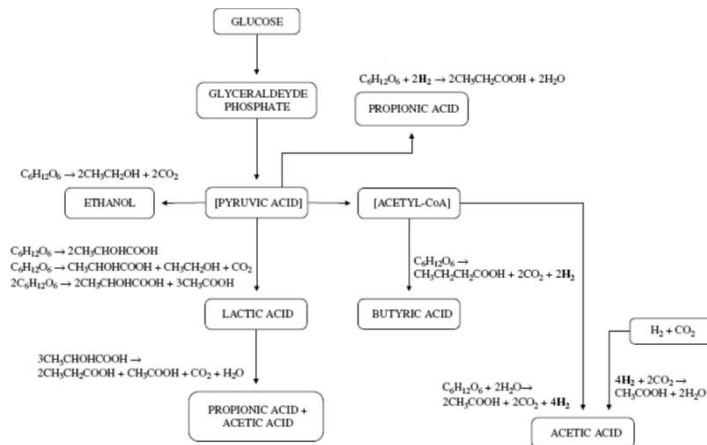 GLUCOSE
GLYCERALDEYDE
PHOSPHATE
C₆H₁₂O₆ + 2H₂ → 2CH₃CH₂COOH + 2H₂O
PROPIONIC ACID
C₆H₁₂O₆ → 2CH₃CH₂OH + 2CO₂
ETHANOL
[PYRUVIC ACID]
[ACETYL-CoA]
C₆H₁₂O₆ → 2CH₃CHOHCOOH
C₆H₁₂O₆ → CH₃CHOHCOOH + CH₃CH₂OH + CO₂
2C₆H₁₂O₆ → 2CH₃CHOHCOOH + 3CH₃COOH
C₆H₁₂O₆ →
CH₃CH₂CH₂COOH + 2CO₂ + 2H₂
LACTIC ACID
BUTYRIC ACID
H₂ + CO₂
3CH₃CHOHCOOH →
2CH₃CH₂COOH + CH₃COOH + CO₂ + H₂O
C₆H₁₂O₆ + 2H₂O →
2CH₃COOH + 2CO₂ + 4H₂
4H₂ + 2CO₂ →
CH₃COOH + 2H₂O
PROPIONIC ACID +
ACETIC ACID
ACETIC ACID